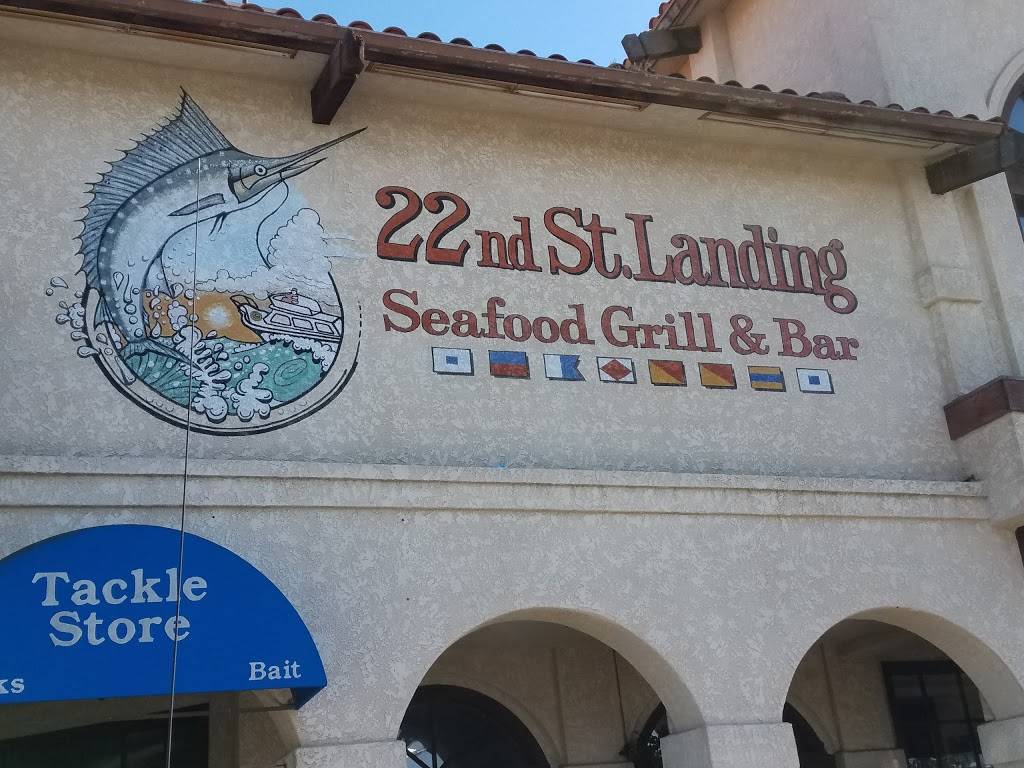 22nd St. Landing
Seafood Grill & Bar
Tackle
Store
ks
Bait